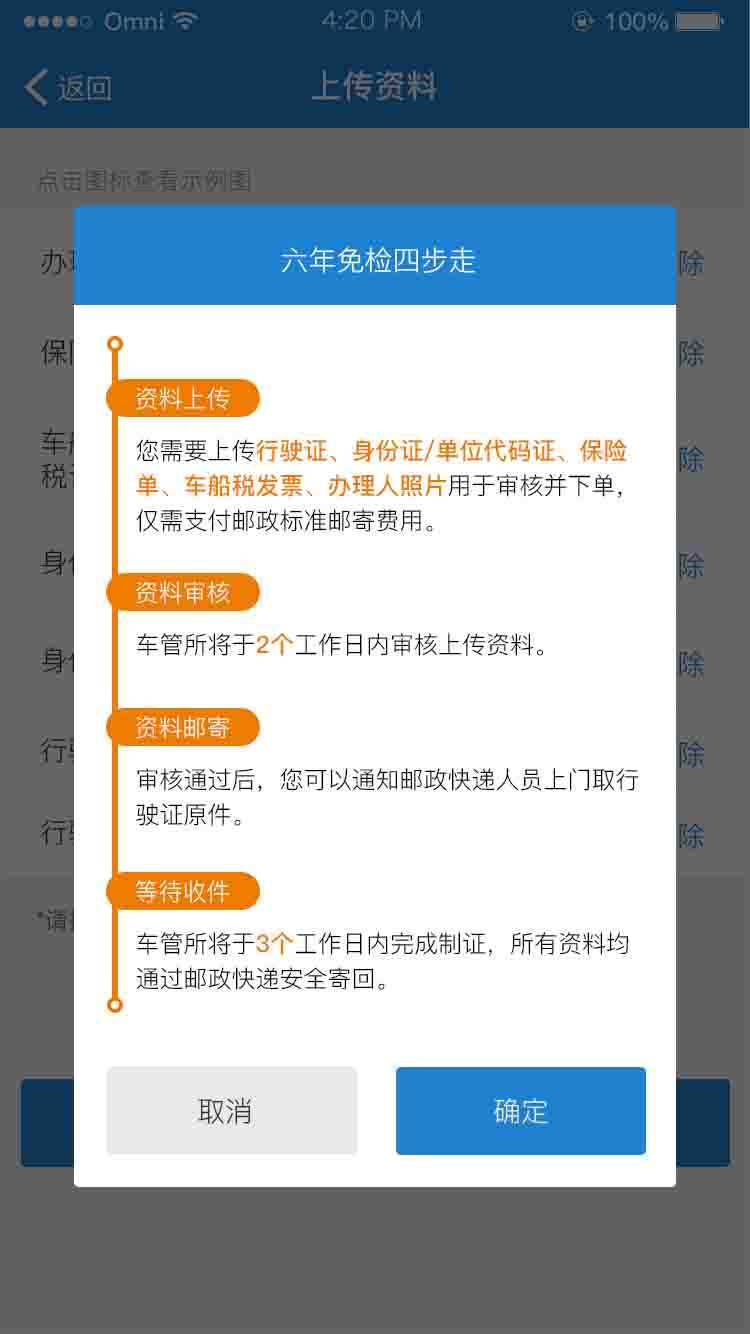 Omni 4:20 PM 100%
返回 上传资料
点击图标查看示例图
六年免检四步走
办 除
资料上传
保 除
您需要上传行驶证、身份证/单位代码证、保险
车 除
单、车船税发票、办理人照片用于审核并下单，
税
仅需支付邮政标准邮寄费用。
身 除
资料审核
车管所将于2个工作日内审核上传资料。
身 除
资料邮寄
行 除
审核通过后，您可以通知邮政快递人员上门取行
驶证原件。
行 除
等待收件
*请
车管所将于3个工作日内完成制证，所有资料均
通过邮政快递安全寄回。
取消 确定